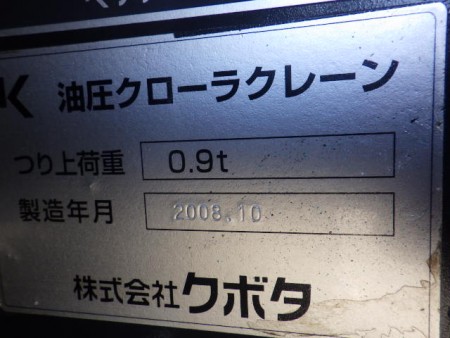 油圧クローラクレーン
つり上荷重 0.9t
製造年月 2008.10
株式会社クボタ